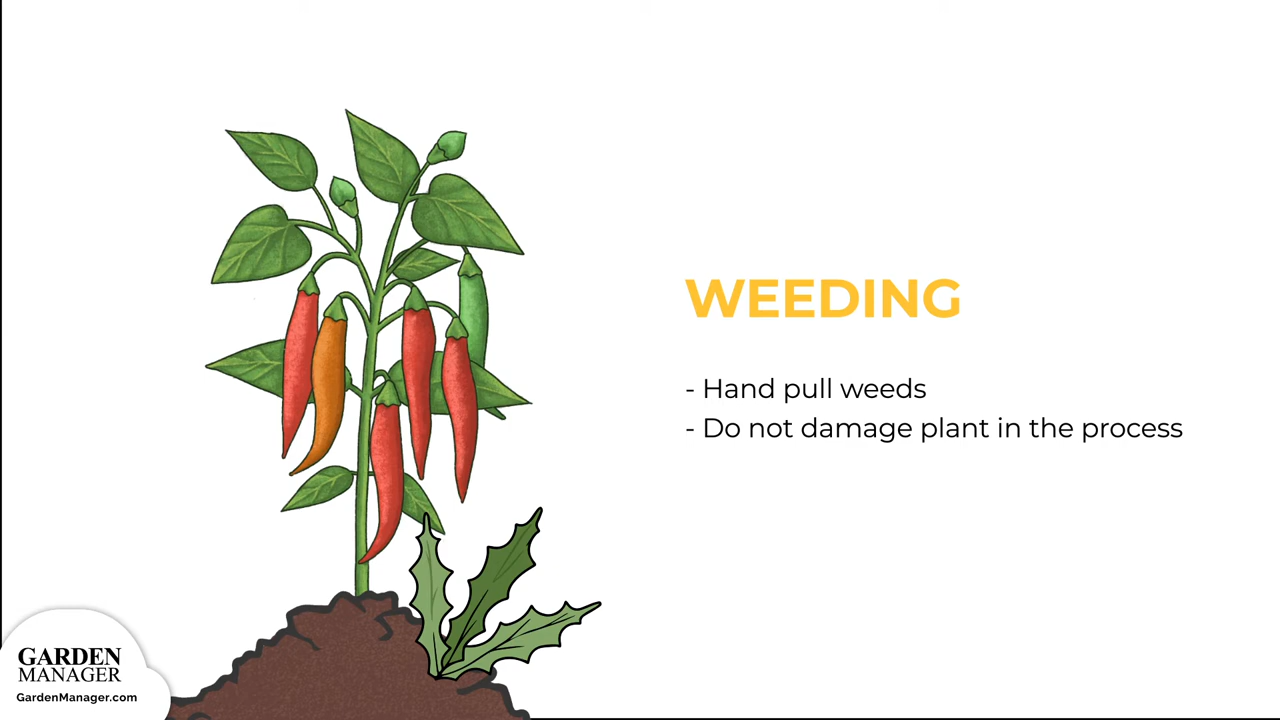 WEEDING
- Hand pull weeds
- Do not damage plant in the process
GARDEN
MANAGER
GardenManager.com